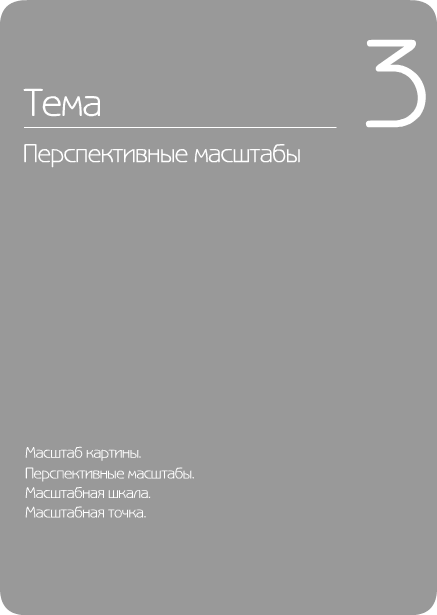 3
Тема
Перспективные масштабы
Масштаб картины.
Перспективные масштабы.
Масштабная шкала.
Масштабная точка.